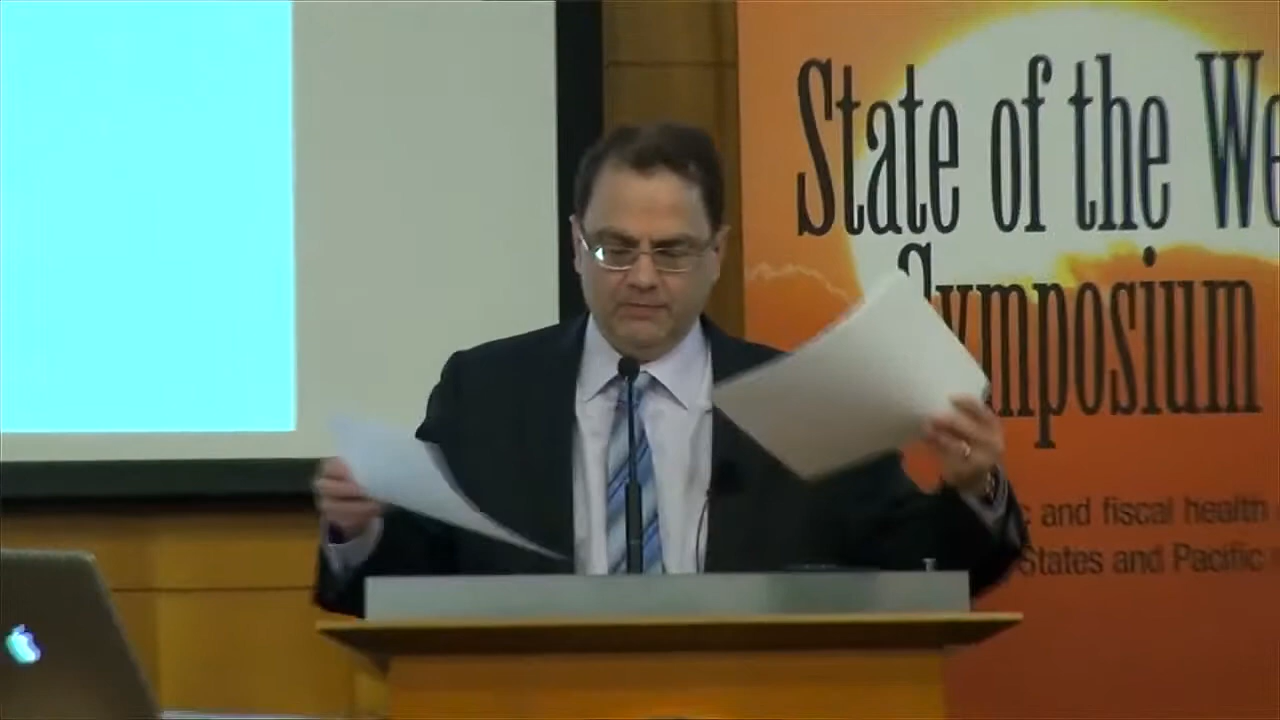 State of the We
Symposium
and fiscal health
States and Pacific